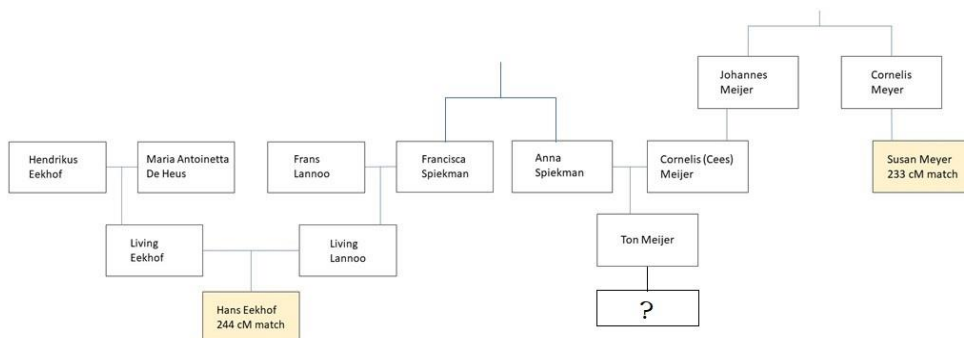 Johannes
Meijer
Cornelis
Meyer
Hendrikus
Eekhof
Maria Antoinetta
De Heus
Frans
Lannoo
Francisca
Spiekman
Anna
Spiekman
Cornelis (Cees)
Meijer
Susan Meyer
233 cM match
Living
Eekhof
Living
Lannoo
Ton Meijer
Hans Eekhof
244 cM match
?